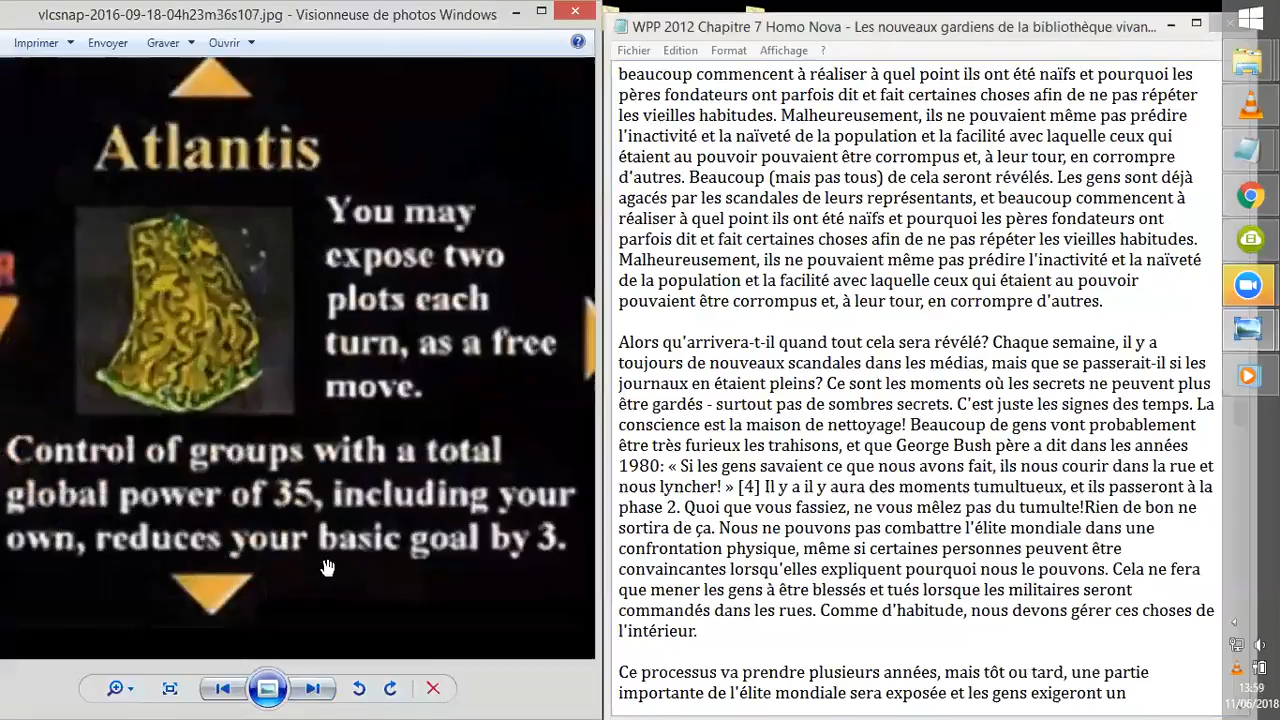 vlcsnap-2016-09-18-04h23m36s107.jpg - Visionneuse de photos Windows
Imprimer
Envoyer
Graver
Ouvrir
Atlantis
You may
expose two
plots each
turn, as a free
move.
Control of groups with a total
global power of 35, including your
own, reduces your basic goal by 3.
WPP 2012 Chapitre 7 Homo Nova - Les nouveaux gardiens de la bibliothèque vivan...
Fichier Edition Format Affichage ?
beaucoup commencent à réaliser à quel point ils ont été naïfs et pourquoi les
pères fondateurs ont parfois dit et fait certaines choses afin de ne pas répéter
les vieilles habitudes. Malheureusement, ils ne pouvaient même pas prédire
l'inactivité et la naïveté de la population et la facilité avec laquelle ceux qui
étaient au pouvoir pouvaient être corrompus et, à leur tour, en corrompre
d'autres. Beaucoup (mais pas tous) de cela seront révélés. Les gens sont déjà
agacés par les scandales de leurs représentants, et beaucoup commencent à
réaliser à quel point ils ont été naïfs et pourquoi les pères fondateurs ont
parfois dit et fait certaines choses afin de ne pas répéter les vieilles habitudes.
Malheureusement, ils ne pouvaient même pas prédire l'inactivité et la naïveté
de la population et la facilité avec laquelle ceux qui étaient au pouvoir
pouvaient être corrompus et, à leur tour, en corrompre d'autres.
Alors qu'arrivera-t-il quand tout cela sera révélé? Chaque semaine, il y a
toujours de nouveaux scandales dans les médias, mais que se passerait-il si les
journaux en étaient pleins? Ce sont les moments où les secrets ne peuvent plus
être gardés - surtout pas de sombres secrets. C'est juste les signes des temps. La
conscience est la maison de nettoyage! Beaucoup de gens vont probablement
être très furieux les trahisons, et que George Bush père a dit dans les années
1980: « Si les gens savaient ce que nous avons fait, ils nous courir dans la rue et
nous lyncher! » [4] Il y a il y aura des moments tumultueux, et ils passeront à la
phase 2. Quoi que vous fassiez, ne vous mêlez pas du tumulte!Rien de bon ne
sortira de ça. Nous ne pouvons pas combattre l'élite mondiale dans une
confrontation physique, même si certaines personnes peuvent être
convaincantes lorsqu'elles expliquent pourquoi nous le pouvons. Cela ne fera
que mener les gens à être blessés et tués lorsque les militaires seront
commandés dans les rues. Comme d'habitude, nous devons gérer ces choses de
l'intérieur.
Ce processus va prendre plusieurs années, mais tôt ou tard, une partie
importante de l'élite mondiale sera exposée et les gens exigeront un
13:59
11/06/2018